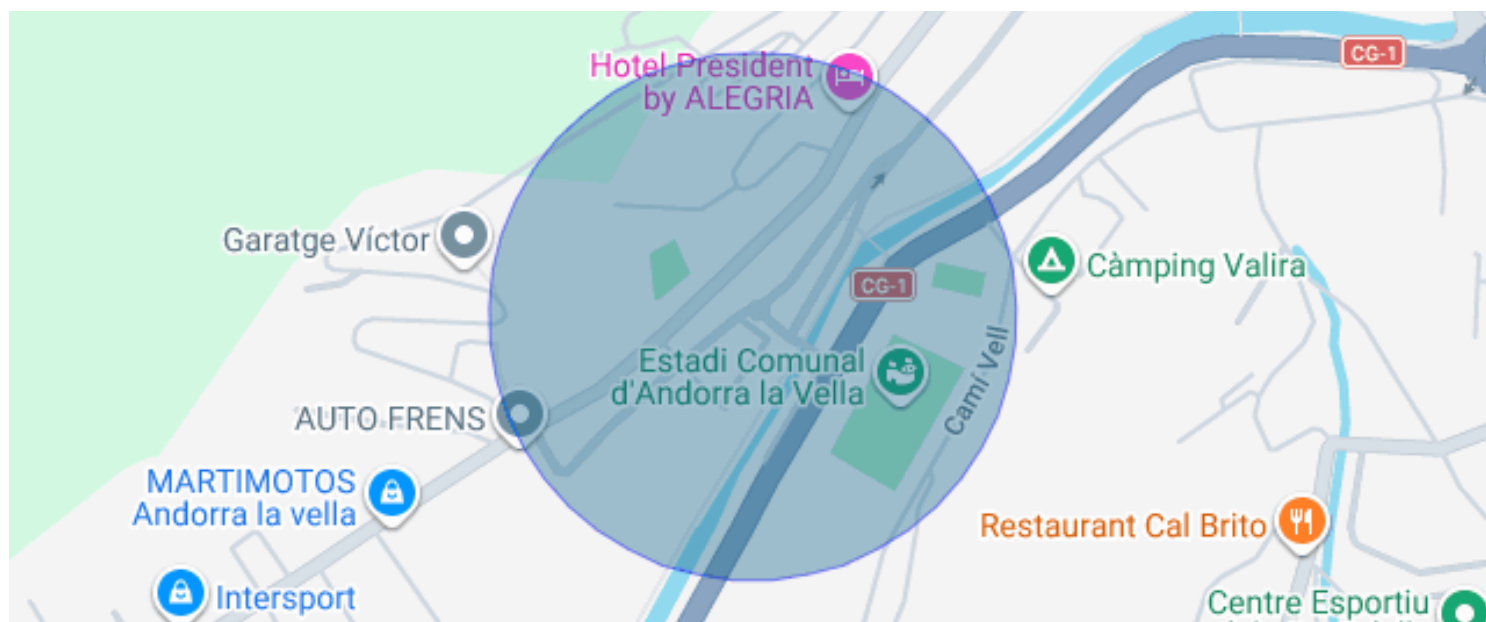 Hotel President
by ALEGRIA
CG-1
Garatge Víctor
Càmping Valira
CG-1
Estadi Comunal
d'Andorra la Vella
Camí Vell
AUTO FRENS
MARTIMOTOS
Andorra la vella
Restaurant Cal Brito
Intersport
Centre Esportiu